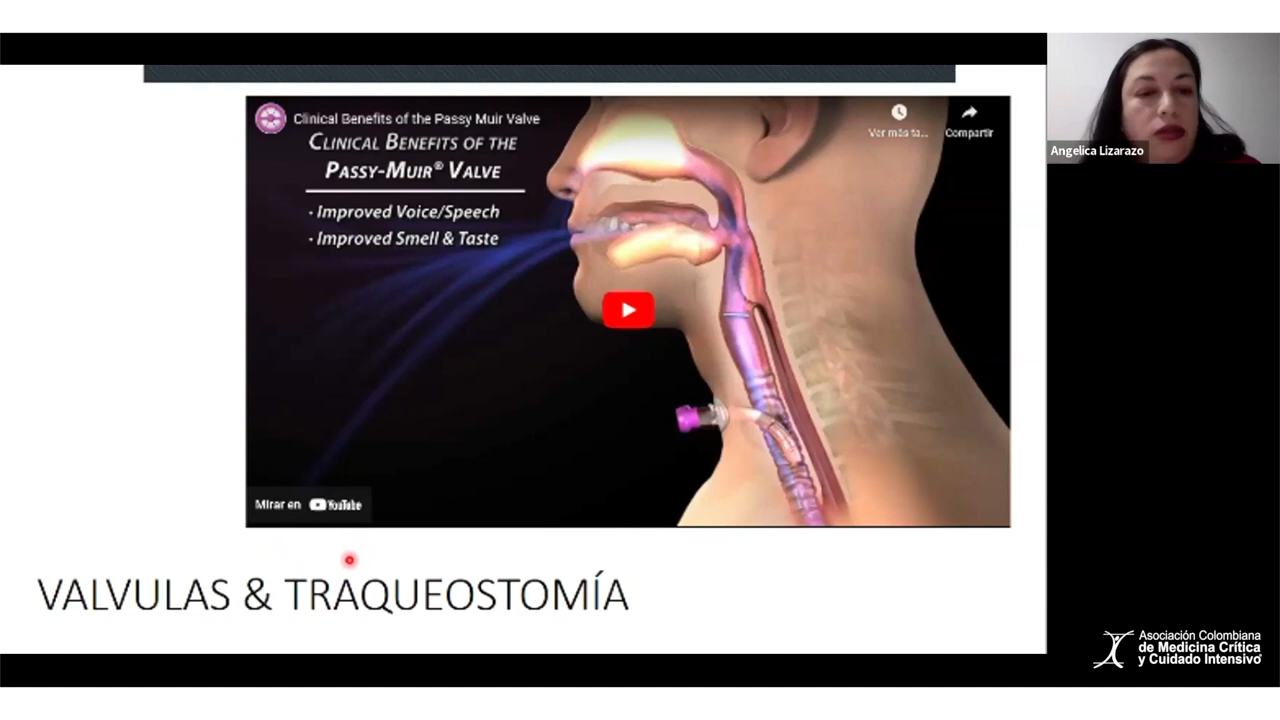 Clinical Benefits of the Passy Muir Valve
CLINICAL BENEFITS OF THE
PASSY-MUIR® VALVE
· Improved Voice/Speech
· Improved Smell & Taste
Ver más ta...
Compartir
Mirar en YouTube
VALVULAS & TRAQUEOSTOMÍA
Angelica Lizarazo
Asociación Colombiana
de Medicina Crítica
y Cuidado Intensivo